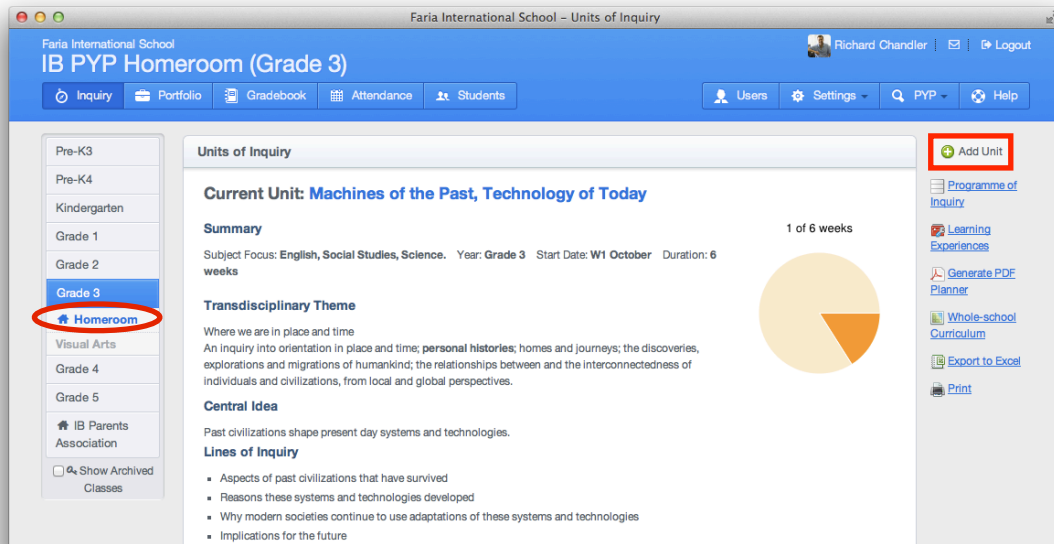 Faria International School – Units of Inquiry
Faria International School
Richard Chandler
Logout
IB PYP Homeroom (Grade 3)
Inquiry
Portfolio
Gradebook
Attendance
Students
Users
Settings
PYP
Help
Pre-K3
Pre-K4
Kindergarten
Grade 1
Grade 2
Grade 3
Homeroom
Visual Arts
Grade 4
Grade 5
IB Parents
Association
Show Archived
Classes
Units of Inquiry
Current Unit: Machines of the Past, Technology of Today
Summary
Subject Focus: English, Social Studies, Science. Year: Grade 3 Start Date: W1 October Duration: 6
weeks
1 of 6 weeks
Transdisciplinary Theme
Where we are in place and time
An inquiry into orientation in place and time; personal histories; homes and journeys; the discoveries,
explorations and migrations of humankind; the relationships between and the interconnectedness of
individuals and civilizations, from local and global perspectives.
Central Idea
Past civilizations shape present day systems and technologies.
Lines of Inquiry
Aspects of past civilizations that have survived
Reasons these systems and technologies developed
Why modern societies continue to use adaptations of these systems and technologies
Implications for the future
Add Unit
Programme of
Inquiry
Learning
Experiences
Generate PDF
Planner
Whole-school
Curriculum
Export to Excel
Print